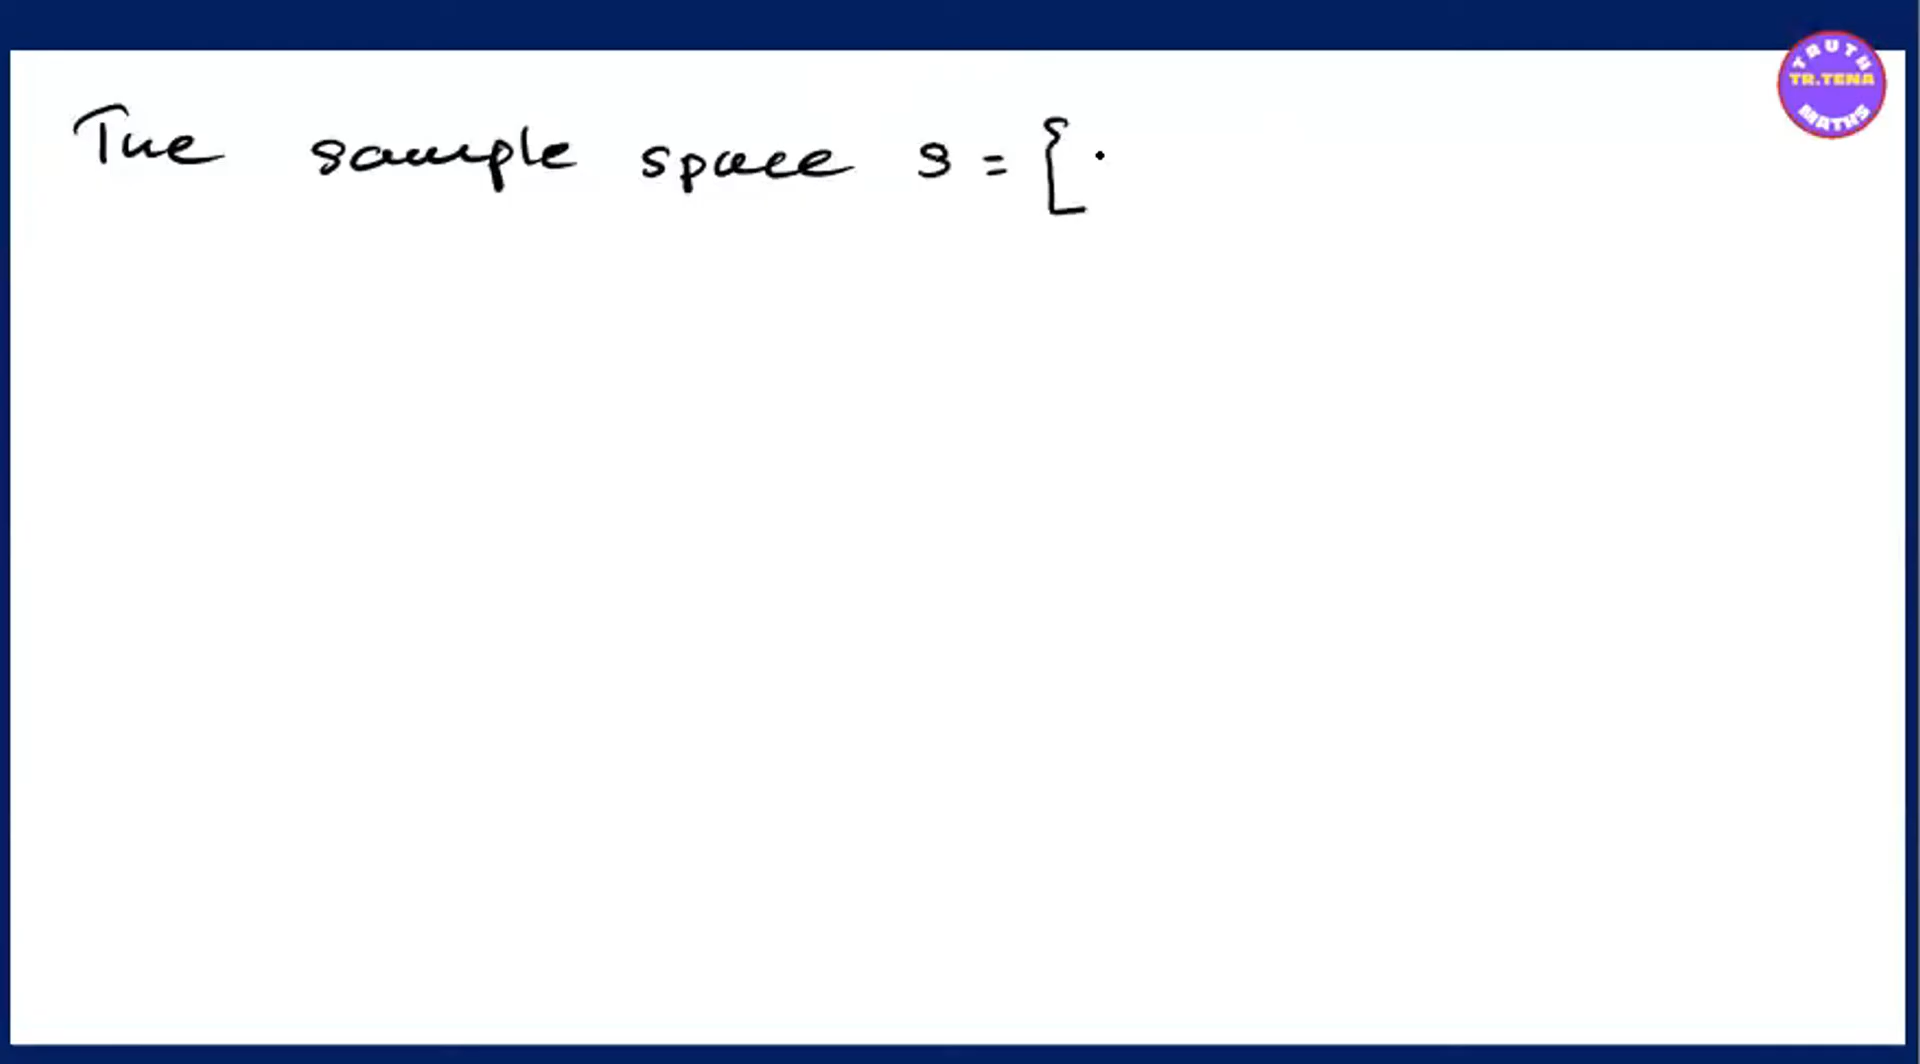 The sample space S = {
TRUTH
TR.TENA
MATHS